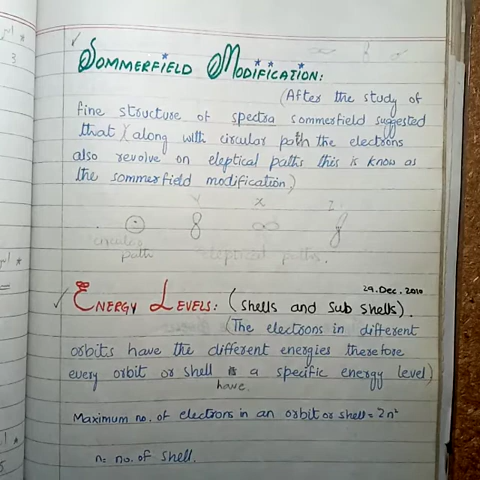 SOMMERFIELD MODIFICATION:
(After the study of
fine structure of spectra sommerfield suggested
that)(along with circular path the electrons
also revolve on eleptical paths this is know as
the sommerfield modification)
Y X Z
circular eleptical paths.
path
29.Dec.2010
ENERGY LEVELS: (Shells and Sub Shells).
(The electrons in different
orbits have the different energies therefore
every orbit or shell a specific energy level)
have.
Maximum no. of electrons in an orbit or shell = 2n²
n= no. of shell.